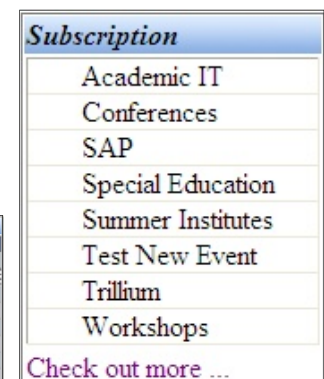 Subscription
Academic IT
Conferences
SAP
Special Education
Summer Institutes
Test New Event
Trillium
Workshops
Check out more ...